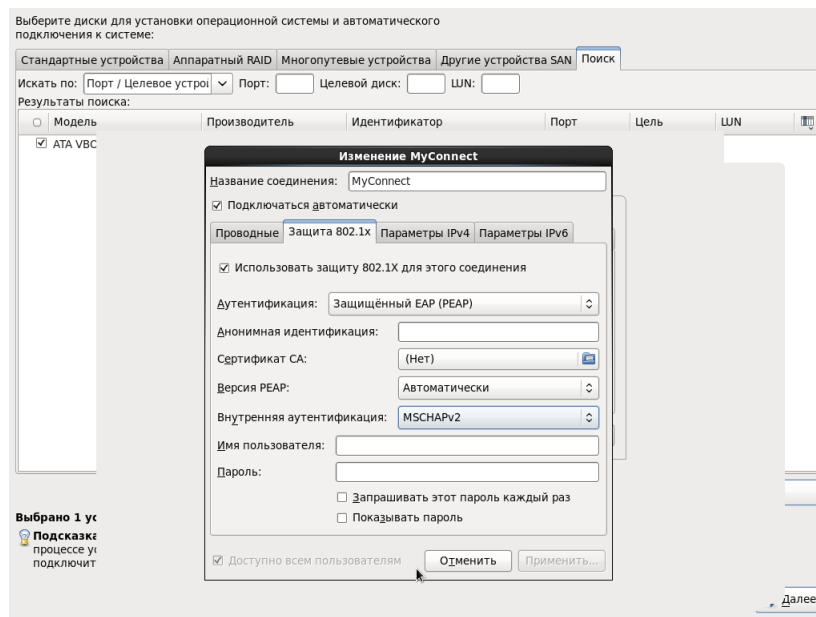 Выберите диски для установки операционной системы и автоматического
подключения к системе:
Стандартные устройства Аппаратный RAID Многопутевые устройства Другие устройства SAN Поиск
Искать по: Порт / Целевое устрої Порт: Целевой диск: LUN:
Результаты поиска:
Модель Производитель Идентификатор Порт Цель LUN
ATA VBO
Изменение MyConnect
Название соединения: MyConnect
Подключаться автоматически
Проводные Защита 802.1x Параметры IPv4 Параметры IPv6
Использовать защиту 802.1X для этого соединения
Аутентификация: Защищённый EAP (PEAP)
Анонимная идентификация:
Сертификат CA: (Нет)
Версия PEAP: Автоматически
Внутренняя аутентификация: MSCHAPv2
Имя пользователя:
Пароль:
Запрашивать этот пароль каждый раз
Показывать пароль
Выбрано 1 ус
Подсказка
процессе ус
подключит
Доступно всем пользователям Отменить Применить...
Далее